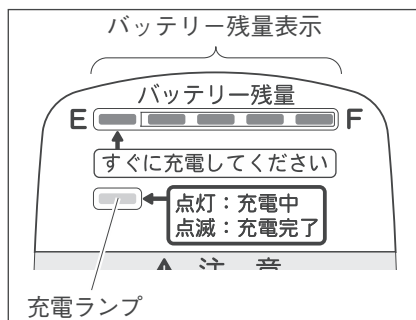 バッテリー残量表示
バッテリー残量
E F
すぐに充電してください
点灯：充電中
点滅：充電完了
注 意
充電ランプ